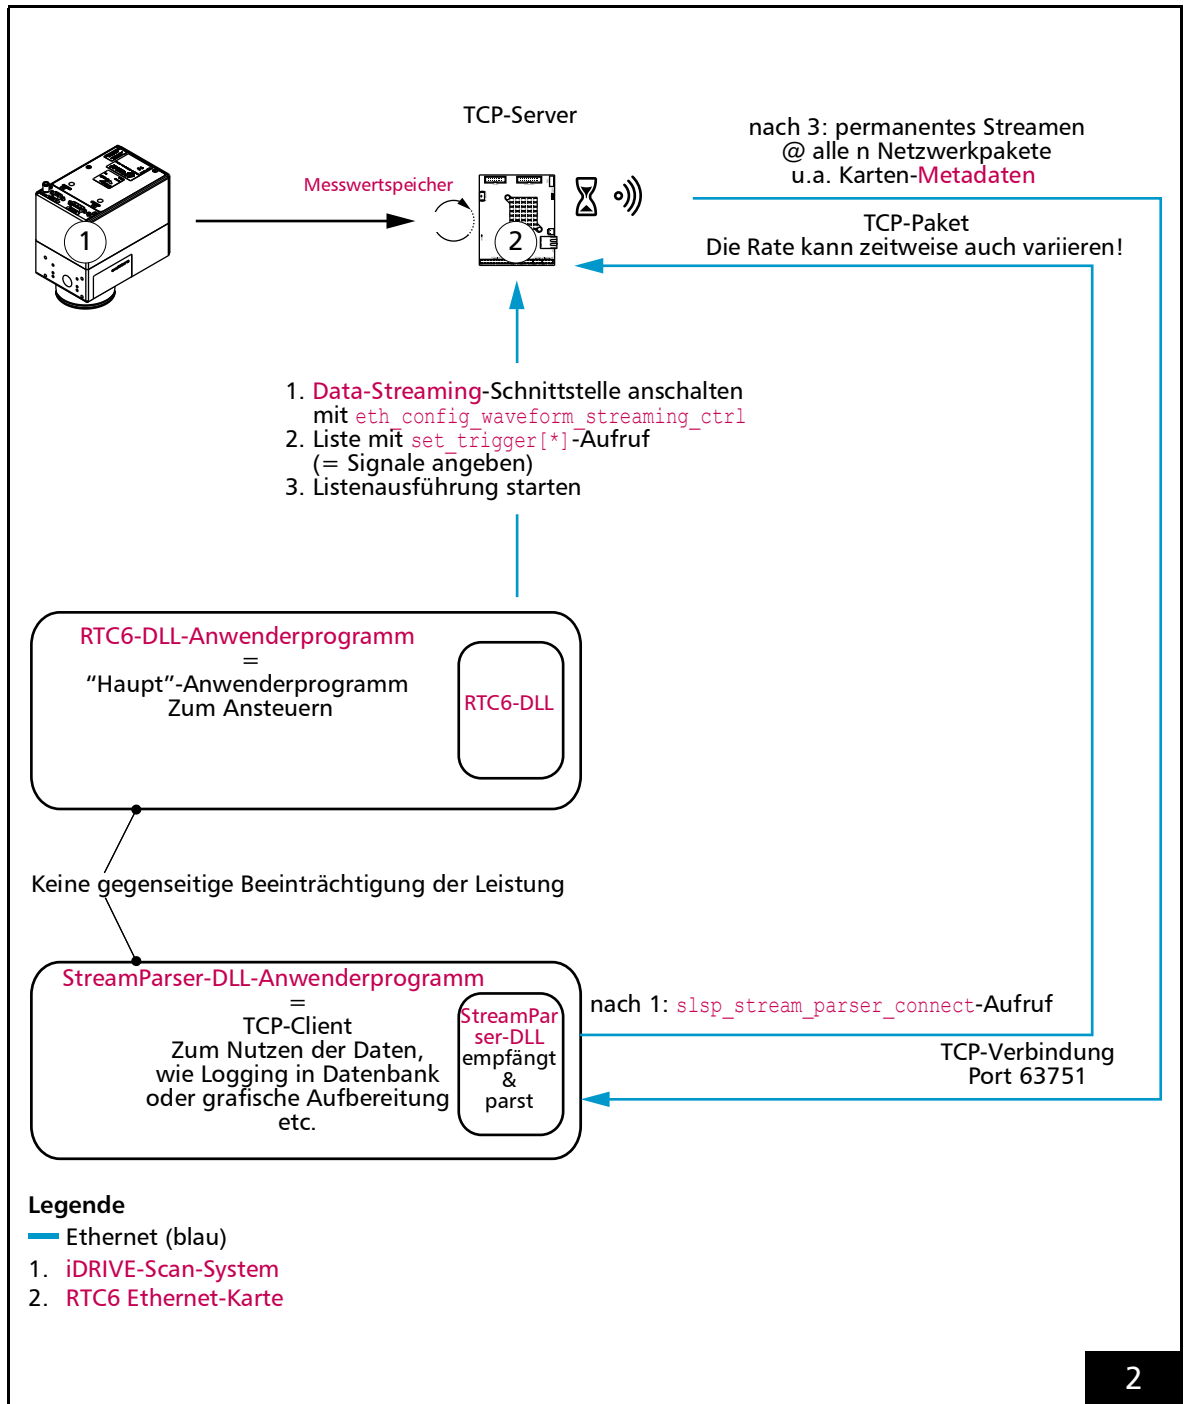 TCP-Server
nach 3: permanentes Streamen
@ alle n Netzwerkpakete
u.a. Karten-Metadaten
Messwertspeicher
1
2
TCP-Paket
Die Rate kann zeitweise auch variieren!
1. Data-Streaming-Schnittstelle anschalten
mit eth_config_waveform_streaming_ctrl
2. Liste mit set_trigger[*]-Aufruf
(= Signale angeben)
3. Listenausführung starten
RTC6-DLL-Anwenderprogramm
=
“Haupt”-Anwenderprogramm
Zum Ansteuern
RTC6-DLL
Keine gegenseitige Beeinträchtigung der Leistung
StreamParser-DLL-Anwenderprogramm
=
TCP-Client
Zum Nutzen der Daten,
wie Logging in Datenbank
oder grafische Aufbereitung
etc.
StreamPar
ser-DLL
empfängt
&
parst
nach 1: slsp_stream_parser_connect-Aufruf
TCP-Verbindung
Port 63751
Legende
Ethernet (blau)
1. iDRIVE-Scan-System
2. RTC6 Ethernet-Karte
2